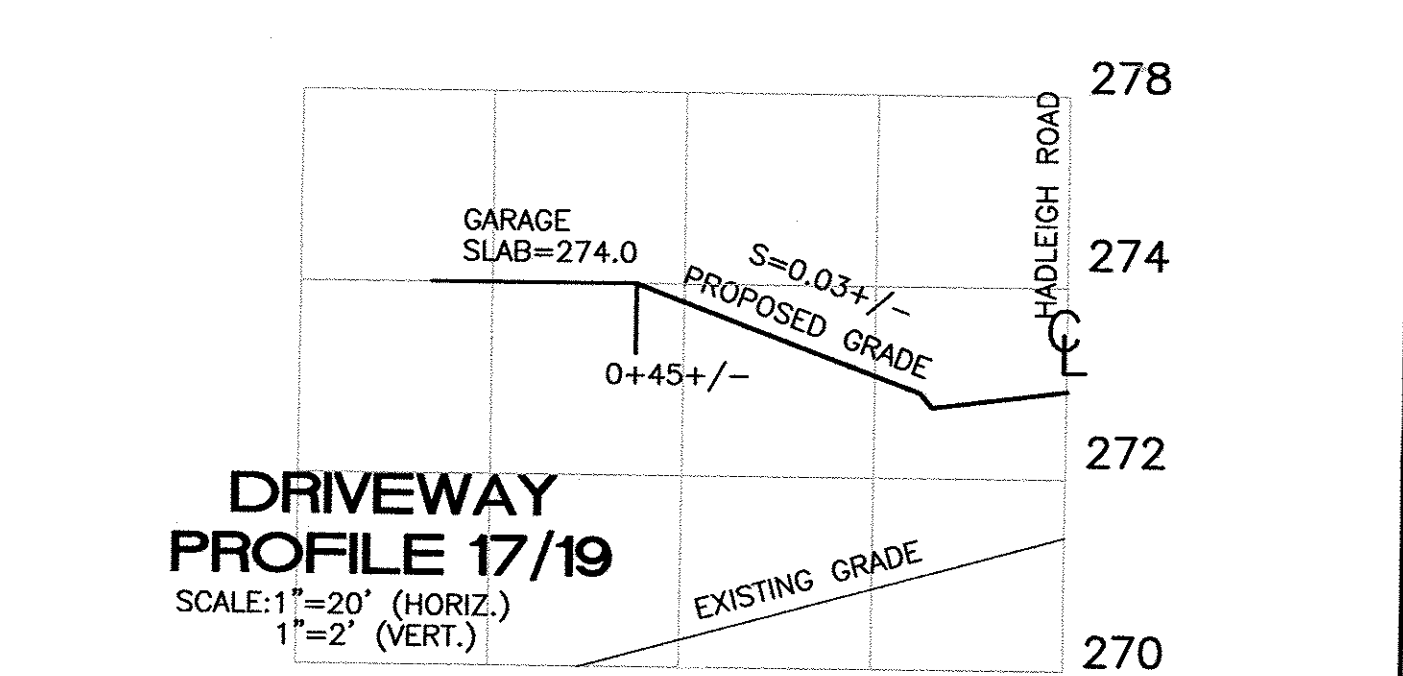 278
HADLEIGH ROAD
GARAGE
SLAB=274.0
S=0.03+/-
PROPOSED GRADE
274
CL
0+45+/-
272
DRIVEWAY
PROFILE 17/19
SCALE:1"=20' (HORIZ.)
1"=2' (VERT.)
EXISTING GRADE
270